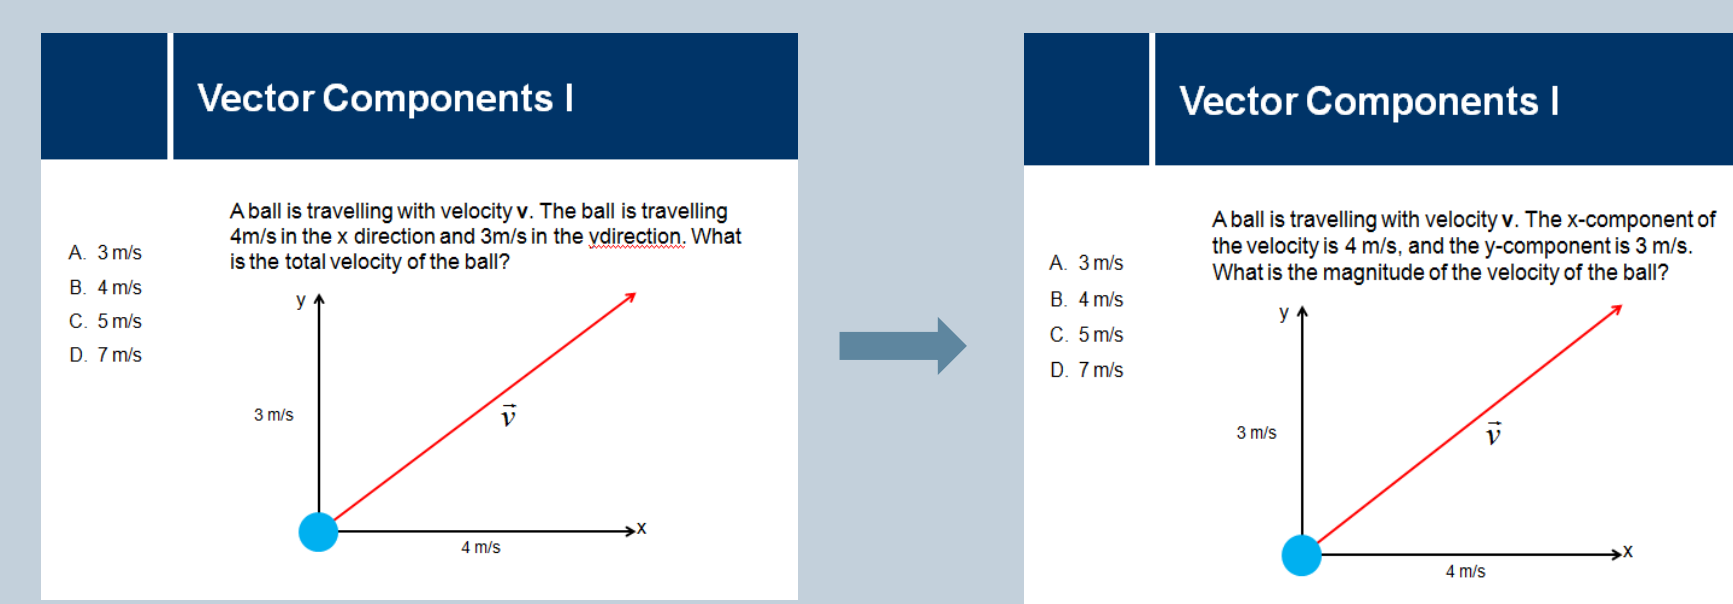 Vector Components I
A ball is travelling with velocity v. The ball is travelling
4m/s in the x direction and 3m/s in the ydirection. What
is the total velocity of the ball?
A. 3 m/s
B. 4 m/s
C. 5 m/s
D. 7 m/s
y
3 m/s
v⃗
x
4 m/s
Vector Components I
A ball is travelling with velocity v. The x-component of
the velocity is 4 m/s, and the y-component is 3 m/s.
What is the magnitude of the velocity of the ball?
A. 3 m/s
B. 4 m/s
C. 5 m/s
D. 7 m/s
y
3 m/s
v⃗
x
4 m/s